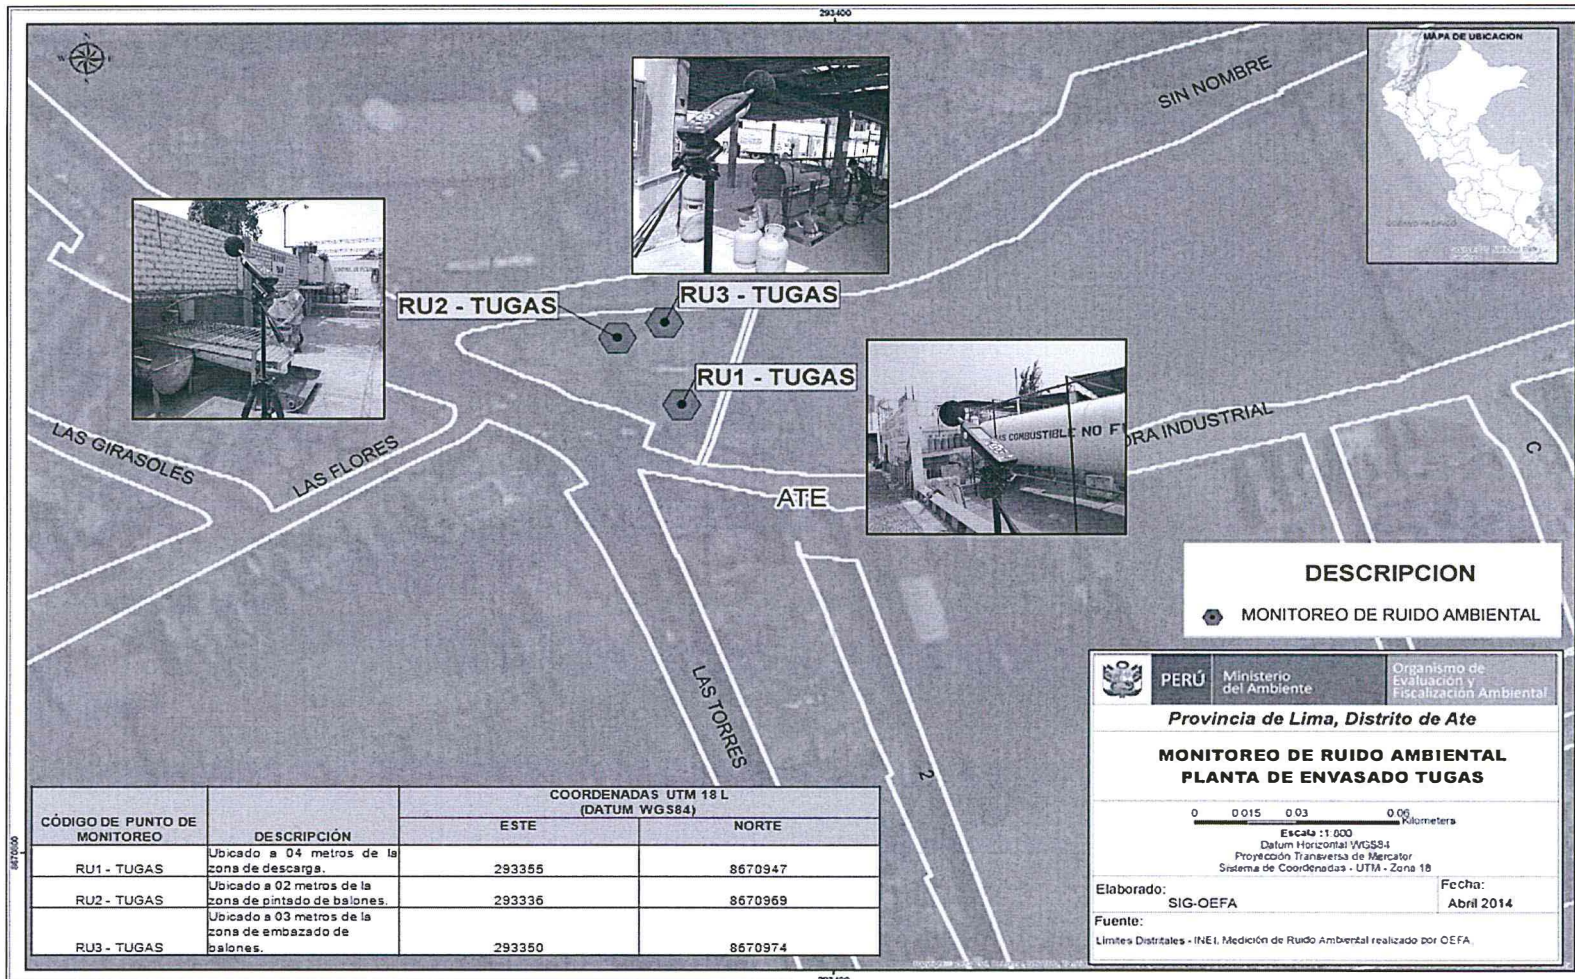 293400
N
W
E
S
MAPA DE UBICACION
OCÉANO PACÍFICO
SIN NOMBRE
RU2 - TUGAS
RU3 - TUGAS
RU1 - TUGAS
COMBUSTIBLE NO
DRA INDUSTRIAL
LAS GIRASOLES
LAS FLORES
ATE
C
LAS TORRES
2
DESCRIPCION
MONITOREO DE RUIDO AMBIENTAL
PERÚ
Ministerio
del Ambiente
Organismo de
Evaluación y
Fiscalización Ambiental
Provincia de Lima, Distrito de Ate
MONITOREO DE RUIDO AMBIENTAL
PLANTA DE ENVASADO TUGAS
0 0.015 0.03 0.06
Kilometers
Escala :1:800
Datum Horizontal WGS84
Proyección Transversa de Mercator
Sistema de Coordenadas - UTM - Zona 18
Elaborado:
SIG-OEFA
Fecha:
Abril 2014
Fuente:
Límites Distritales - INEI, Medición de Ruido Ambiental realizado por OEFA.
CÓDIGO DE PUNTO DE MONITOREO DESCRIPCIÓN COORDENADAS UTM 18 L
(DATUM WGS84)
ESTE NORTE
RU1 - TUGAS Ubicado a 04 metros de la
zona de descarga. 293355 8670947
RU2 - TUGAS Ubicado a 02 metros de la
zona de pintado de balones. 293336 8670969
RU3 - TUGAS Ubicado a 03 metros de la
zona de embazado de
balones. 293350 8670974
8670800
293400